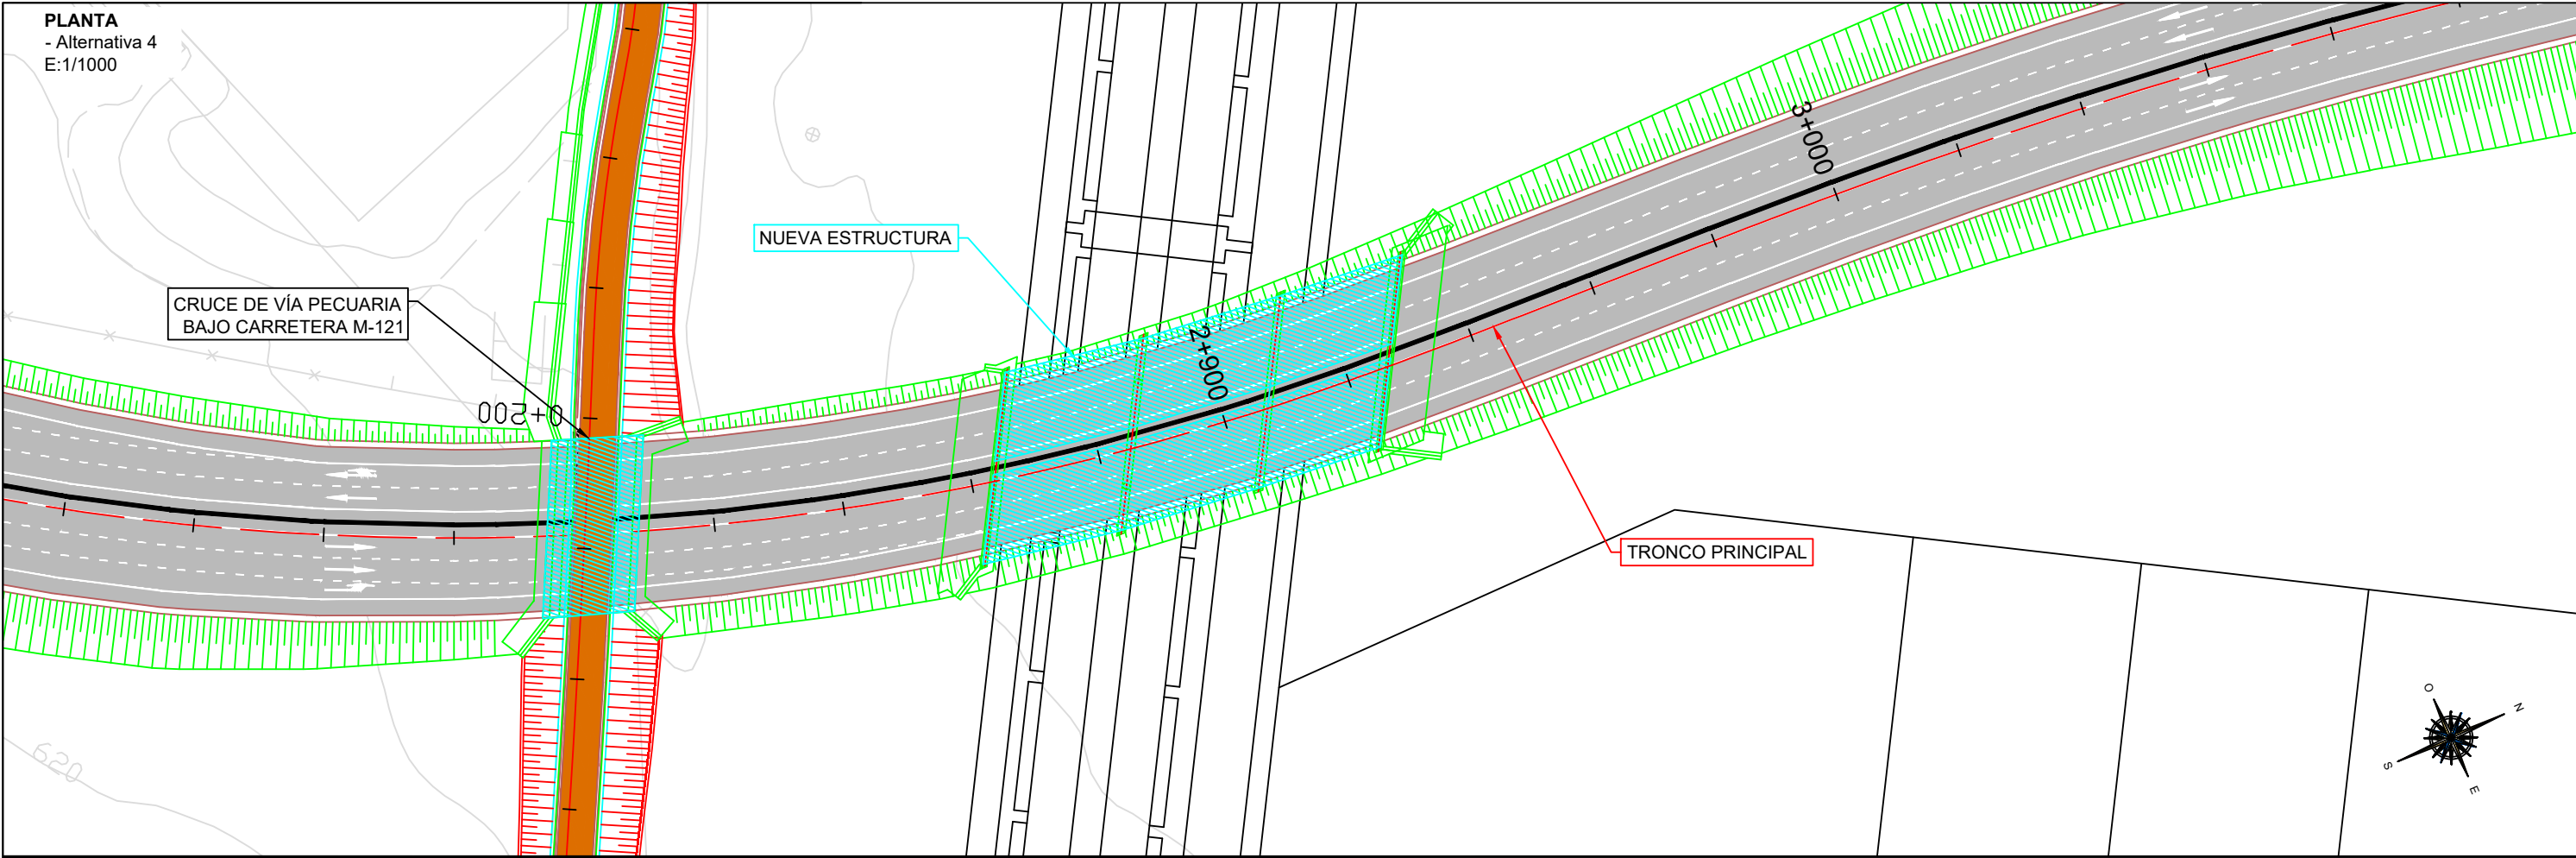 PLANTA
- Alternativa 4
E:1/1000
3+000
NUEVA ESTRUCTURA
CRUCE DE VÍA PECUARIA
BAJO CARRETERA M-121
2+900
0+200
TRONCO PRINCIPAL
650
O
N
S
E